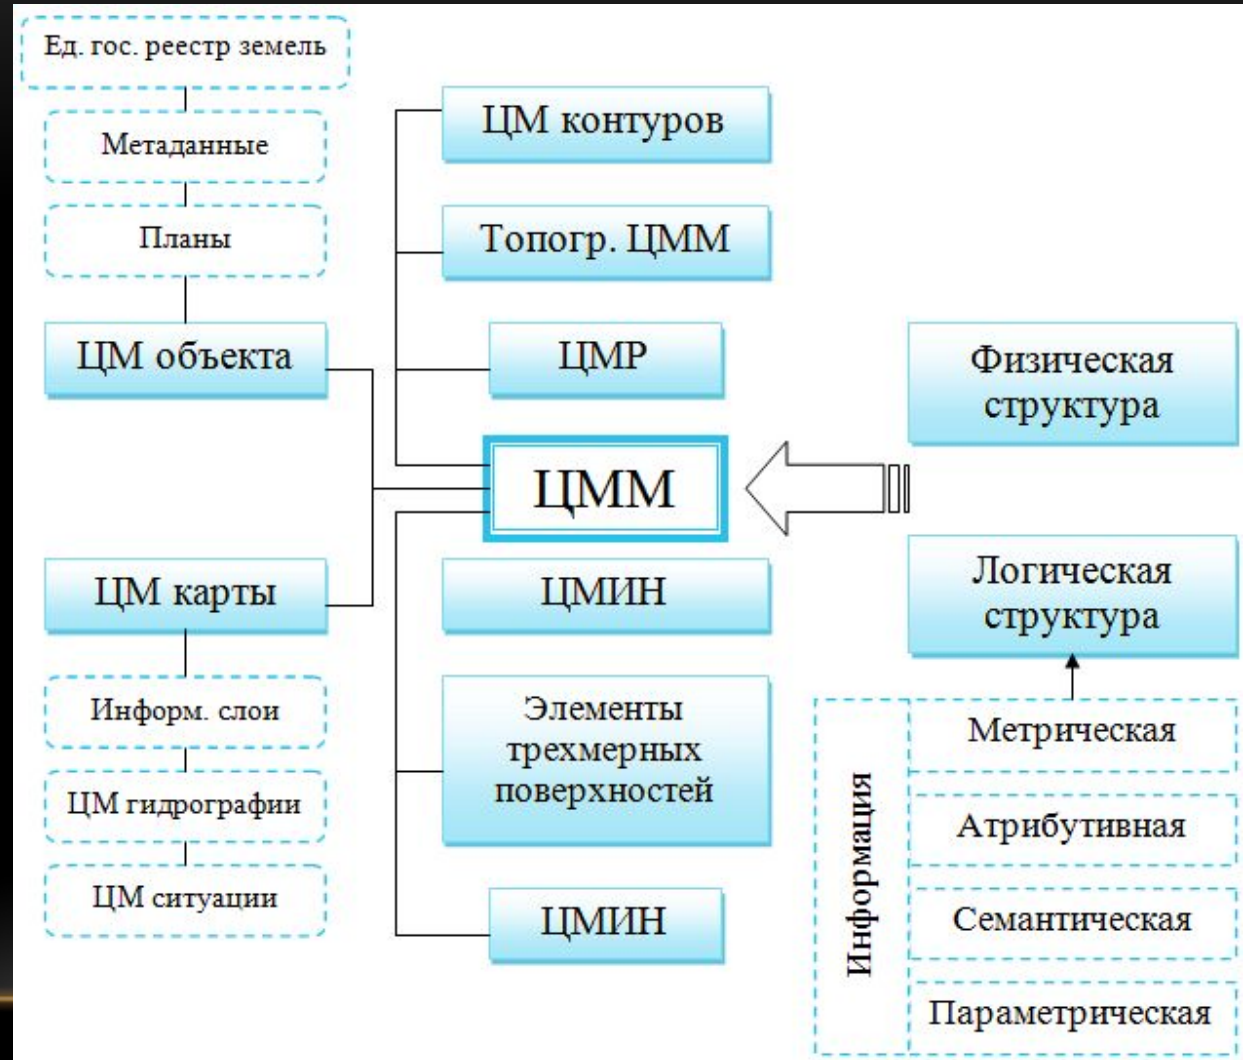 Ед. гос. реестр земель
Метаданные
Планы
ЦМ объекта
ЦМ карты
Информ. слои
ЦМ гидрографии
ЦМ ситуации
ЦМ контуров
Топогр. ЦММ
ЦМР
ЦММ
ЦМИН
Элементы
трехмерных
поверхностей
ЦМИН
Физическая
структура
Логическая
структура
Информация
Метрическая
Атрибутивная
Семантическая
Параметрическая